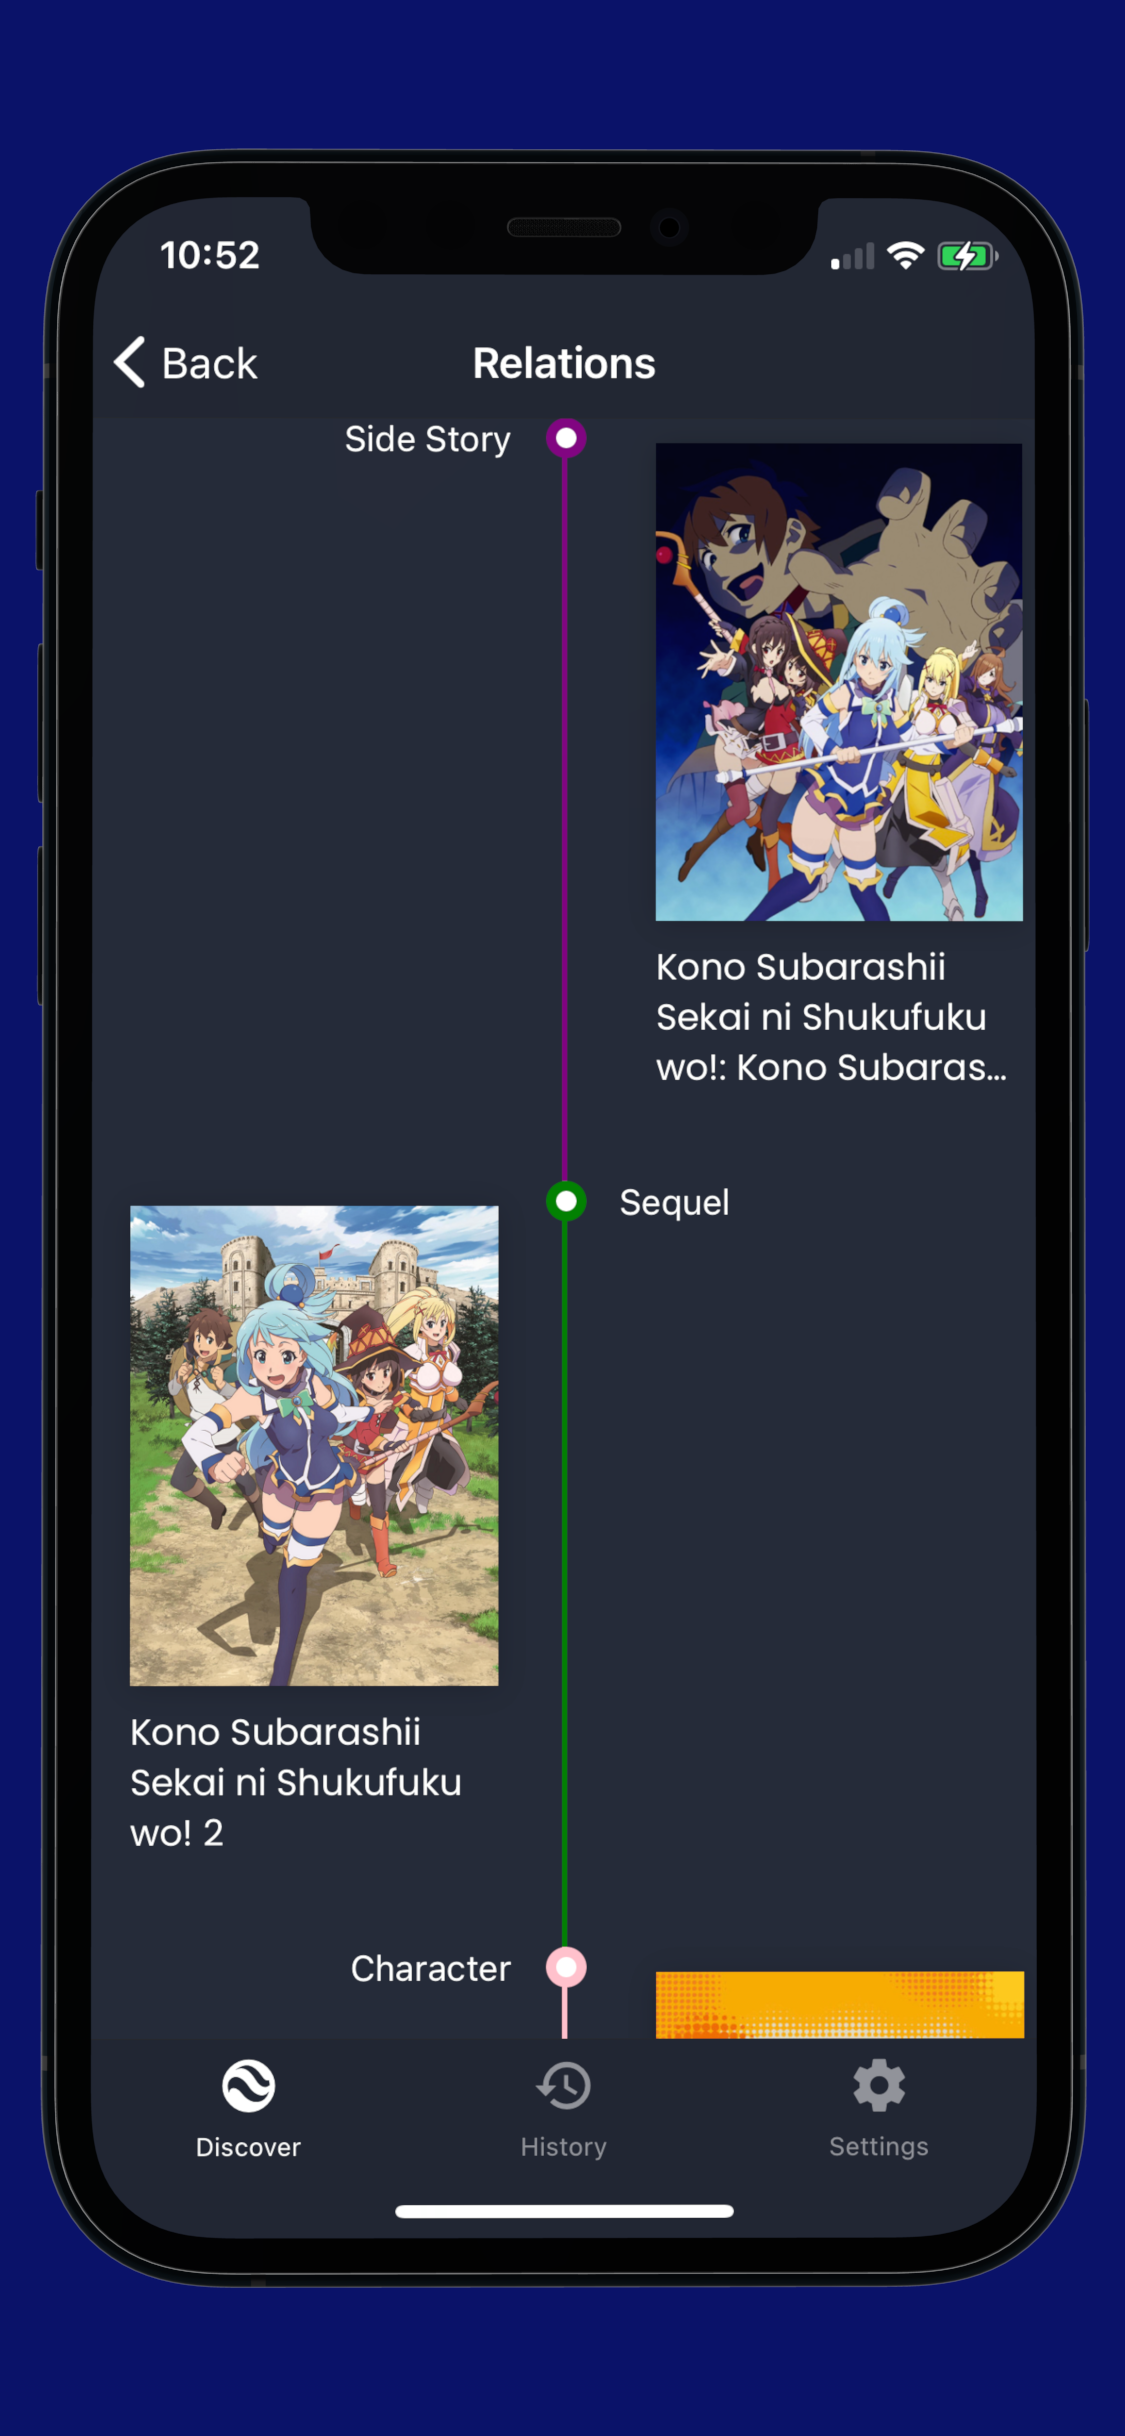 10:52
Back
Relations
Side Story
Kono Subarashii
Sekai ni Shukufuku
wo!: Kono Subaras...
Sequel
Kono Subarashii
Sekai ni Shukufuku
wo! 2
Character
Discover
History
Settings